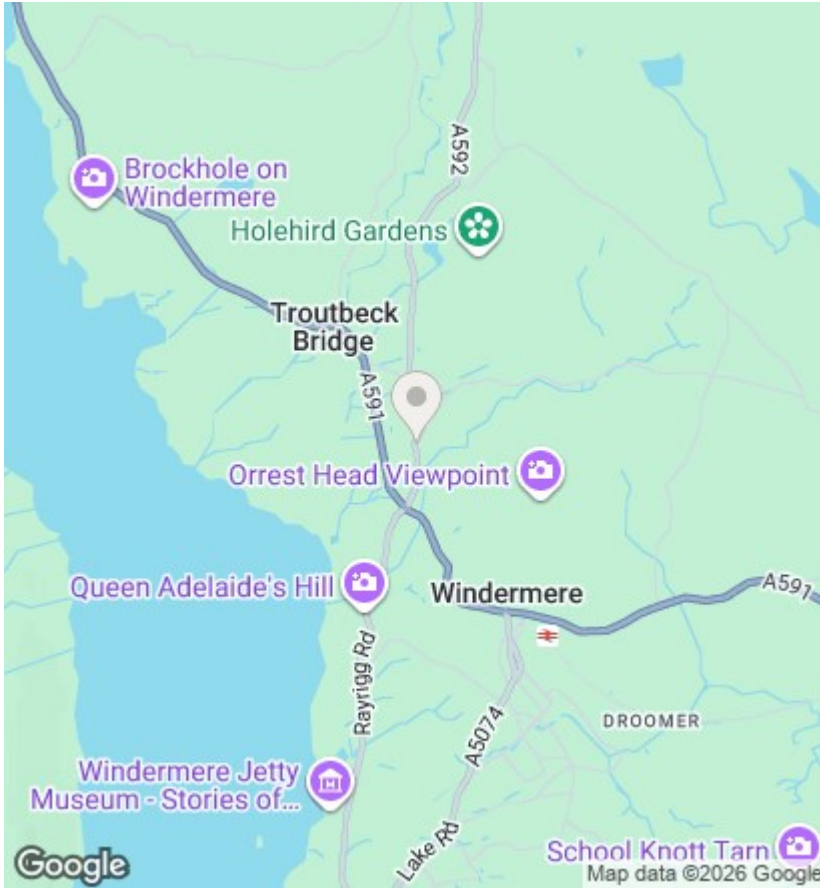 A592
Brockhole on
Windermere
Holehird Gardens
Troutbeck
Bridge
A591
Orrest Head Viewpoint
Queen Adelaide's Hill
Windermere
A591
Rayrigg Rd
DROOMER
A5074
Windermere Jetty
Museum - Stories of...
Lake Rd
School Knott Tarn
Google
Map data ©2026 Google